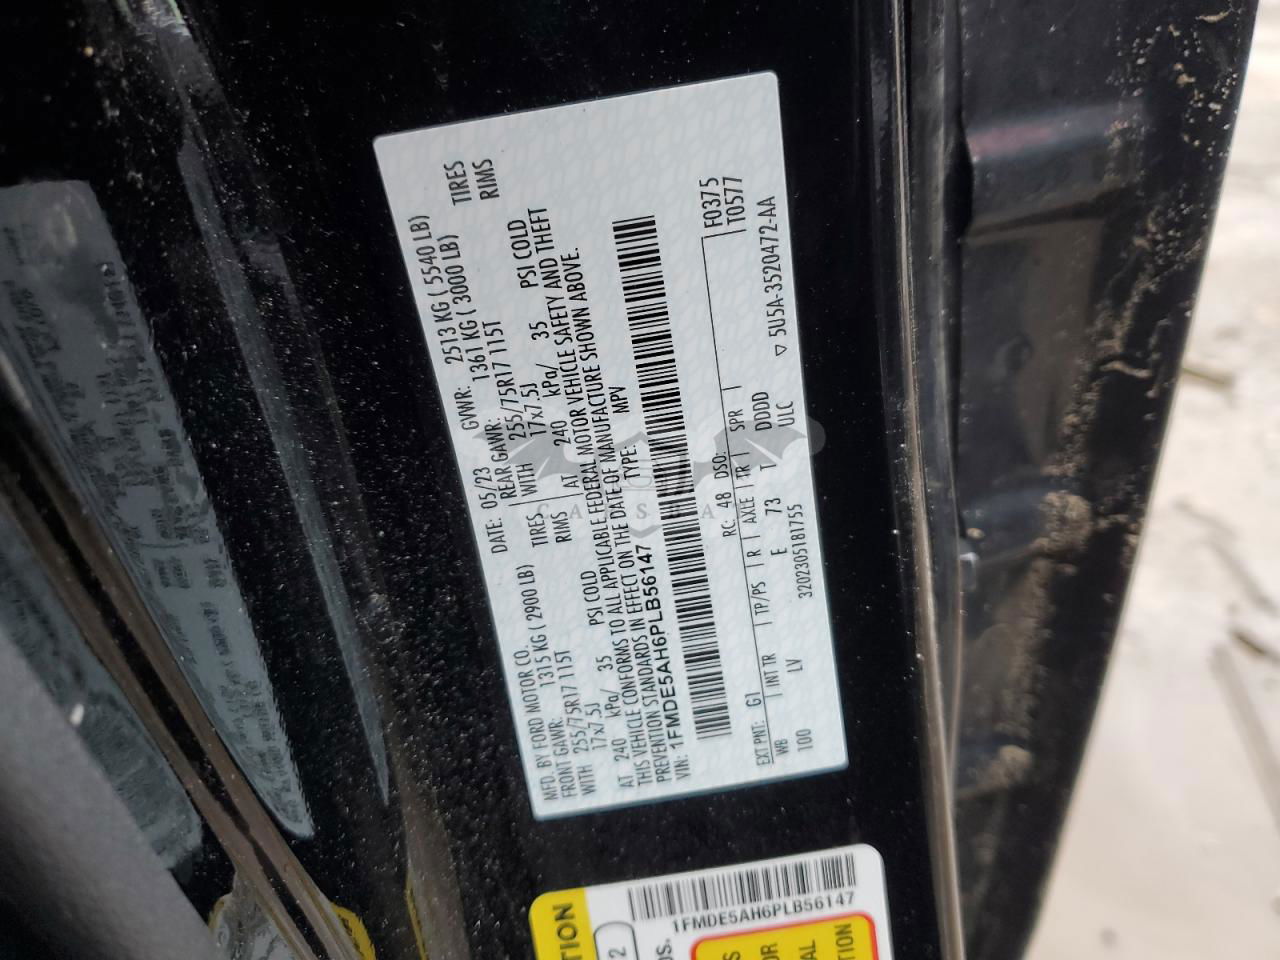 MFD. BY FORD MOTOR CO.
DATE: 05/23
GVWR: 2513 KG ( 5540 LB)
FRONT GAWR: 1315 KG ( 2900 LB)
REAR GAWR: 1361 KG ( 3000 LB)
WITH 255/75R17 115T TIRES
WITH 255/75R17 115T TIRES
17x7.5J RIMS
17x7.5J RIMS
AT 240 kPa/ 35 PSI COLD
AT 240 kPa/ 35 PSI COLD
THIS VEHICLE CONFORMS TO ALL APPLICABLE FEDERAL MOTOR VEHICLE SAFETY AND THEFT
PREVENTION STANDARDS IN EFFECT ON THE DATE OF MANUFACTURE SHOWN ABOVE.
VIN: 1FMDE5AH6PLB56147
TYPE: MPV
F0375
T0577
EXT PNT: G1 RC: 48 DSO:
WB INT TR TP/PS R AXLE TR SPR
100 LV E 73 T DDDD
3202305181755 ULC
▽ 5U5A-3520472-AA
1FMDE5AH6PLB56147